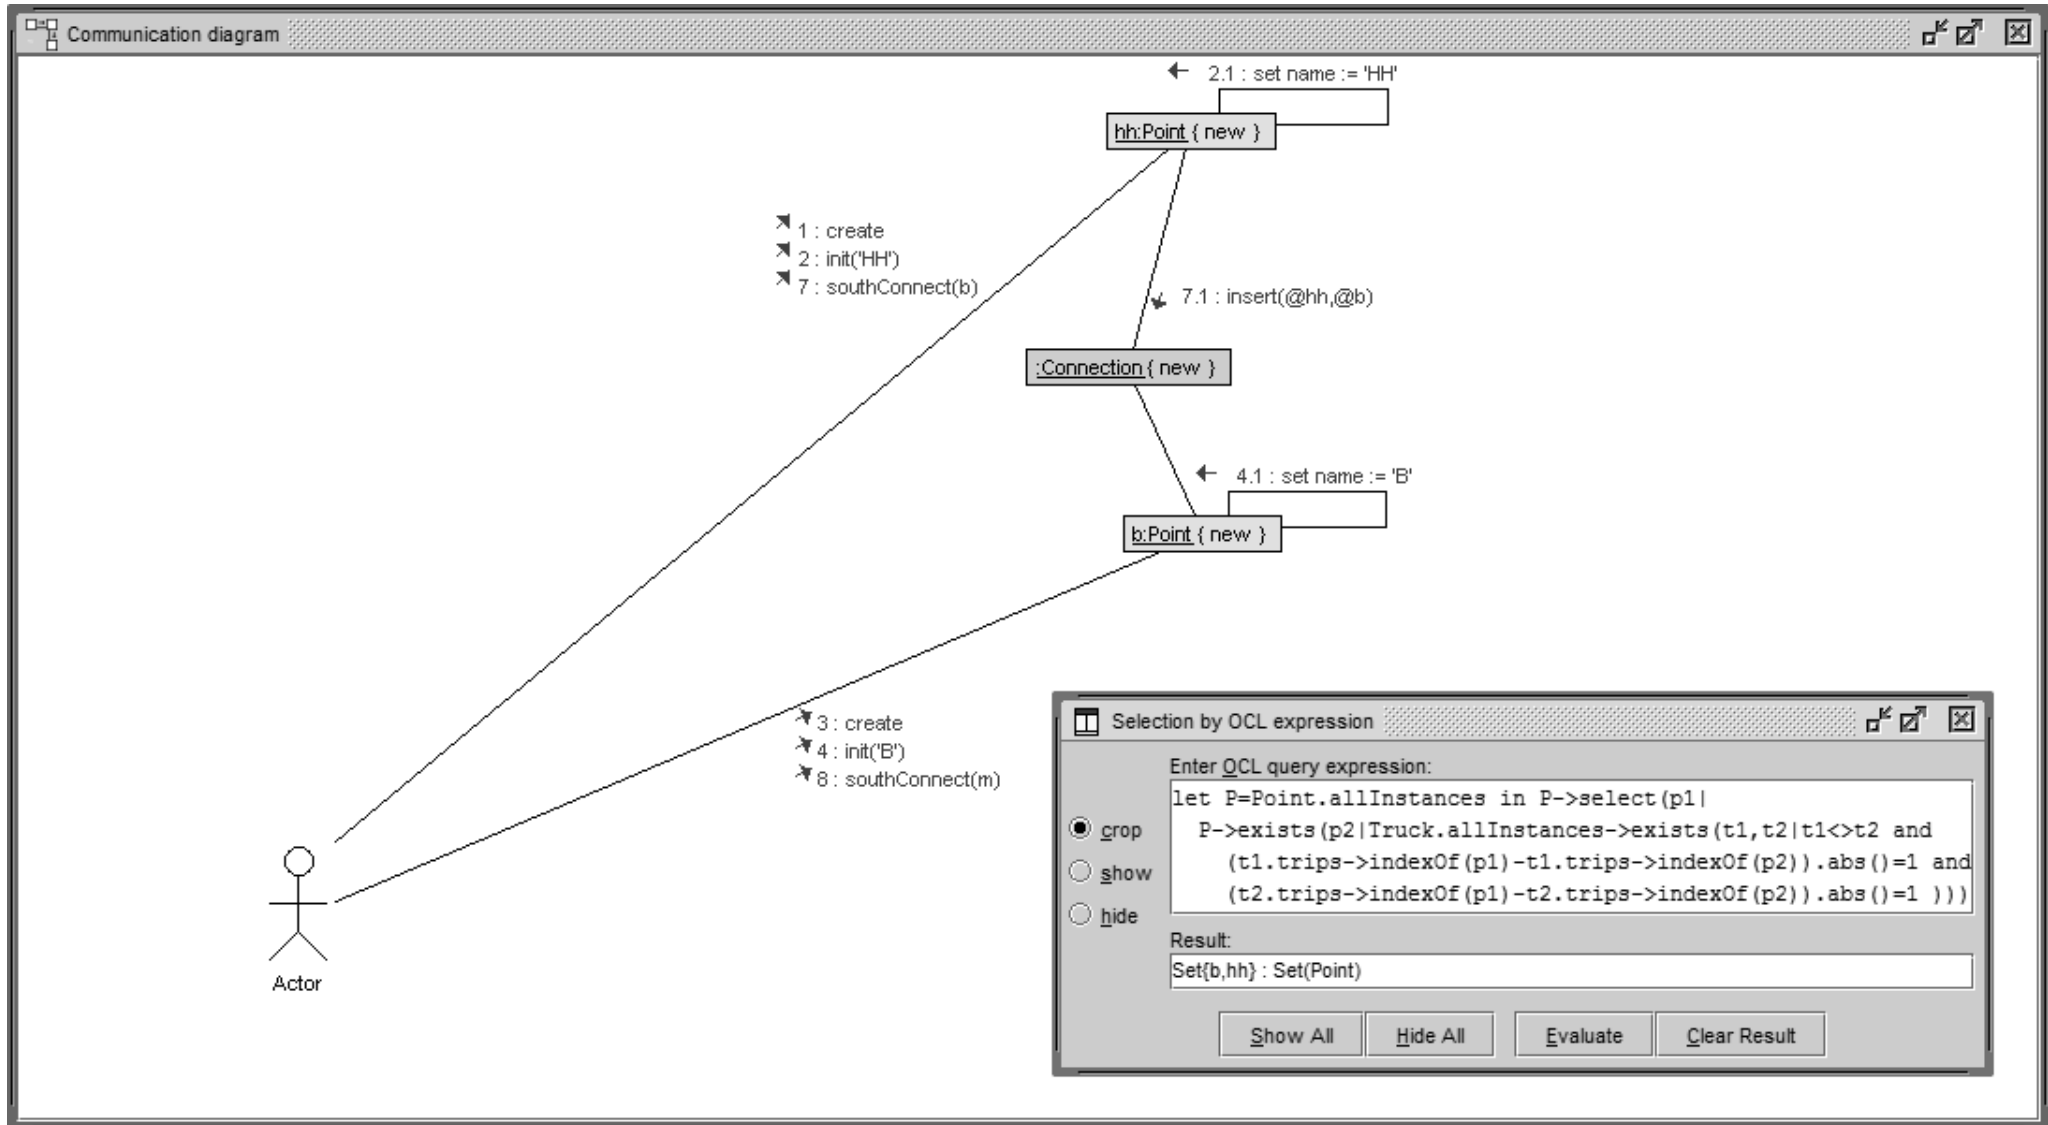 Communication diagram
2.1 : set name := 'HH'
hh:Point { new }
1 : create
2 : init('HH')
7 : southConnect(b)
7.1 : insert(@hh,@b)
:Connection { new }
4.1 : set name := 'B'
b:Point { new }
3 : create
4 : init('B')
8 : southConnect(m)
Actor
Selection by OCL expression
Enter OCL query expression:
let P=Point.allInstances in P->select(p1|
P->exists(p2|Truck.allInstances->exists(t1,t2|t1<>t2 and
(t1.trips->indexOf(p1)-t1.trips->indexOf(p2)).abs()=1 and
(t2.trips->indexOf(p1)-t2.trips->indexOf(p2)).abs()=1 )))
crop
show
hide
Result:
Set{b,hh} : Set(Point)
Show All Hide All Evaluate Clear Result